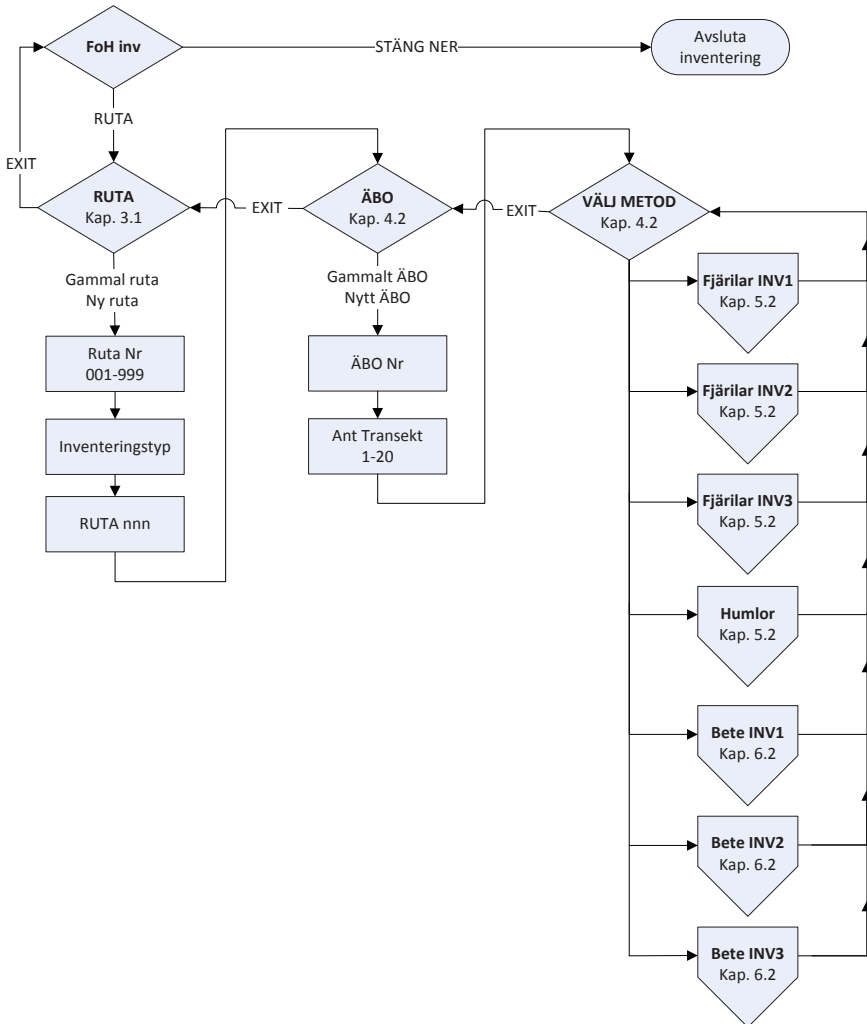 FoH inv
STÄNG NER
Avsluta
inventering
RUTA
EXIT
RUTA
Kap. 3.1
EXIT
ÄBO
Kap. 4.2
EXIT
VÄLJ METOD
Kap. 4.2
Gammal ruta
Ny ruta
Ruta Nr
001-999
Inventeringstyp
RUTA nnn
Gammalt ÄBO
Nytt ÄBO
ÄBO Nr
Ant Transekt
1-20
Fjärilar INV1
Kap. 5.2
Fjärilar INV2
Kap. 5.2
Fjärilar INV3
Kap. 5.2
Humlor
Kap. 5.2
Bete INV1
Kap. 6.2
Bete INV2
Kap. 6.2
Bete INV3
Kap. 6.2